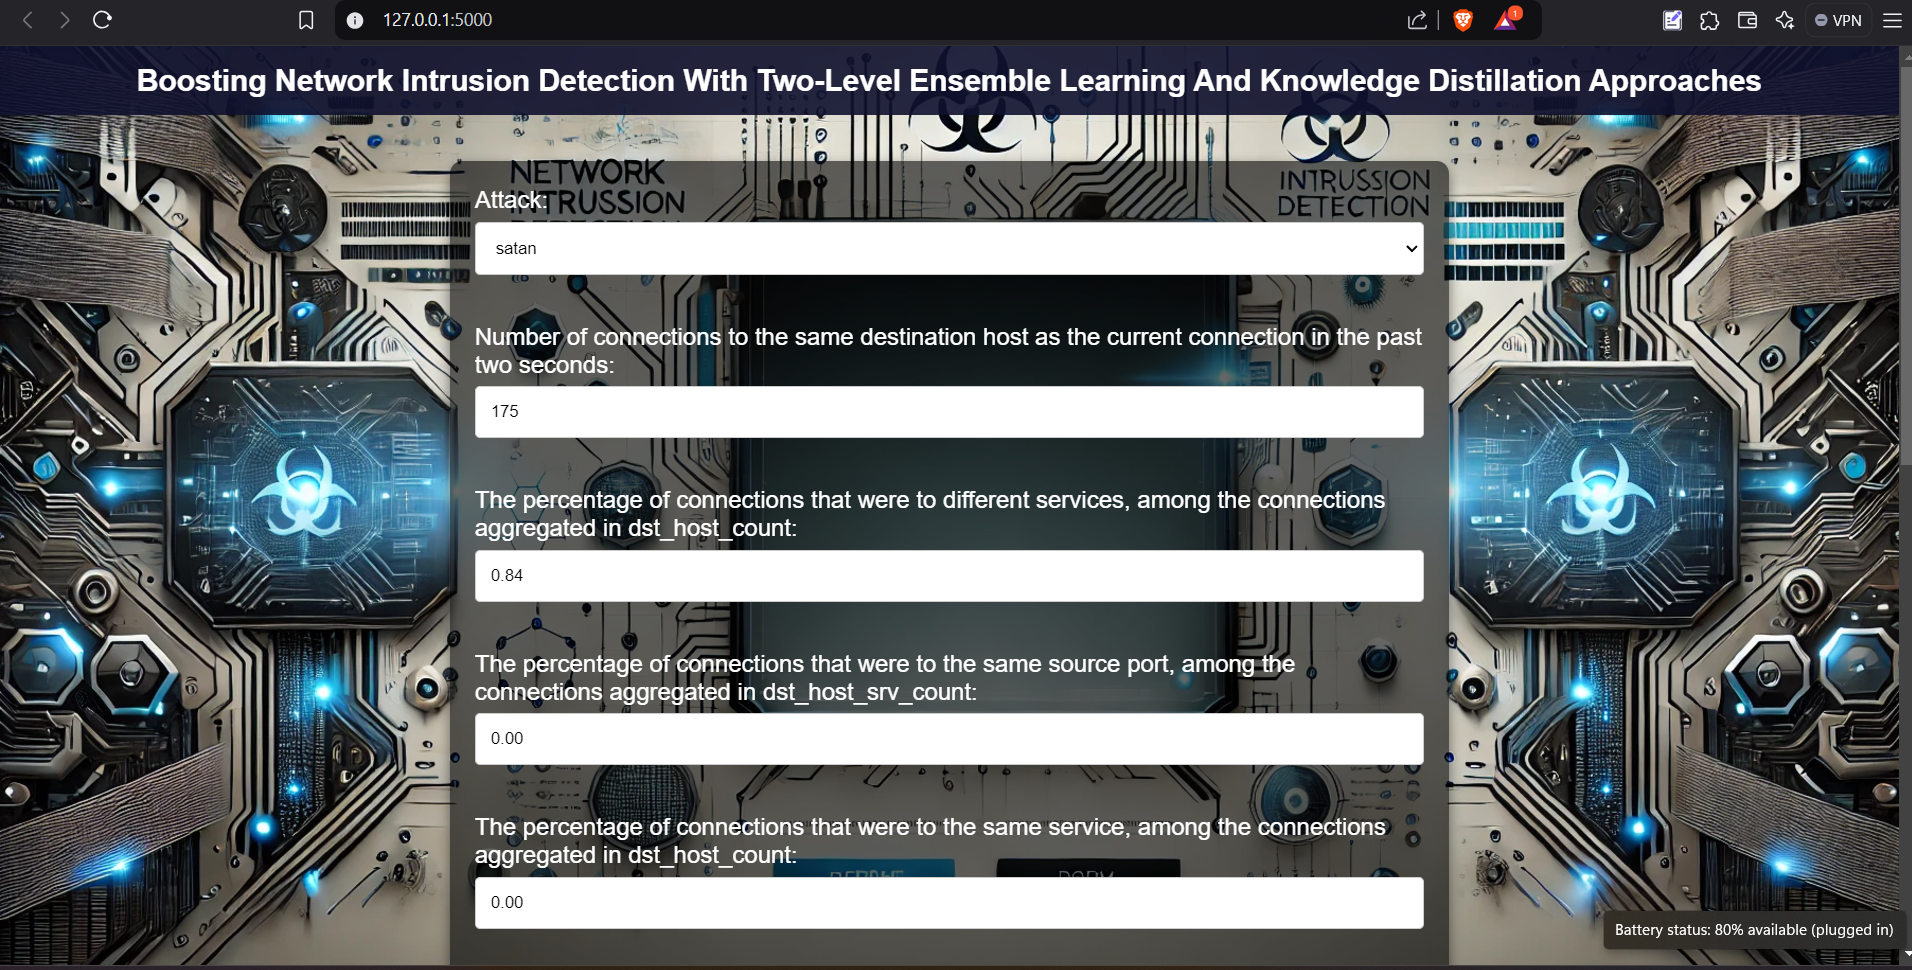 127.0.0.1:5000
1
VPN
Boosting Network Intrusion Detection With Two-Level Ensemble Learning And Knowledge Distillation Approaches
NETWORK
INTRUSSION
DETECTION
INTRUSSION
DETECTION
Attack:
satan
Number of connections to the same destination host as the current connection in the past
two seconds:
175
The percentage of connections that were to different services, among the connections
aggregated in dst_host_count:
0.84
The percentage of connections that were to the same source port, among the
connections aggregated in dst_host_srv_count:
0.00
The percentage of connections that were to the same service, among the connections
aggregated in dst_host_count:
0.00
Battery status: 80% available (plugged in)